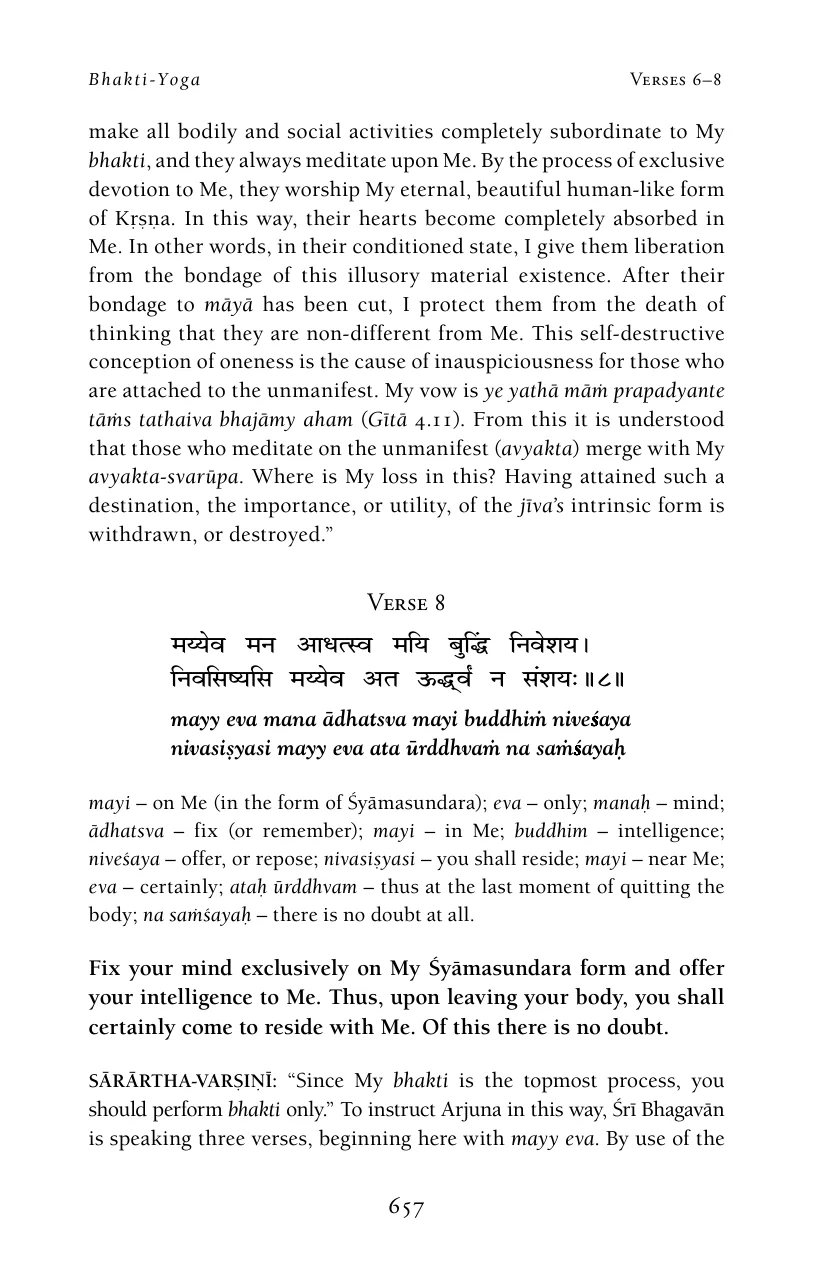 Bhakti-Yoga VERSES 6–8
make all bodily and social activities completely subordinate to My
bhakti, and they always meditate upon Me. By the process of exclusive
devotion to Me, they worship My eternal, beautiful human-like form
of Kṛṣṇa. In this way, their hearts become completely absorbed in
Me. In other words, in their conditioned state, I give them liberation
from the bondage of this illusory material existence. After their
bondage to māyā has been cut, I protect them from the death of
thinking that they are non-different from Me. This self-destructive
conception of oneness is the cause of inauspiciousness for those who
are attached to the unmanifest. My vow is ye yathā māṁ prapadyante
tāṁs tathaiva bhajāmy aham (Gītā 4.11). From this it is understood
that those who meditate on the unmanifest (avyakta) merge with My
avyakta-svarūpa. Where is My loss in this? Having attained such a
destination, the importance, or utility, of the jīva’s intrinsic form is
withdrawn, or destroyed.”
VERSE 8
मय्येव मन आधत्स्व मयि बुद्धिं निवेशय।
निवसिष्यसि मय्येव अत ऊद्ध्र्वं न संशयः॥८॥
mayy eva mana ādhatsva mayi buddhiṁ niveśaya
nivasiṣyasi mayy eva ata ūrddhvaṁ na saṁśayaḥ
mayi – on Me (in the form of Śyāmasundara); eva – only; manaḥ – mind;
ādhatsva – fix (or remember); mayi – in Me; buddhim – intelligence;
niveśaya – offer, or repose; nivasiṣyasi – you shall reside; mayi – near Me;
eva – certainly; ataḥ ūrddhvam – thus at the last moment of quitting the
body; na saṁśayaḥ – there is no doubt at all.
Fix your mind exclusively on My Śyāmasundara form and offer
your intelligence to Me. Thus, upon leaving your body, you shall
certainly come to reside with Me. Of this there is no doubt.
SĀRĀRTHA-VARṢIṆĪ: “Since My bhakti is the topmost process, you
should perform bhakti only.” To instruct Arjuna in this way, Śrī Bhagavān
is speaking three verses, beginning here with mayy eva. By use of the
657